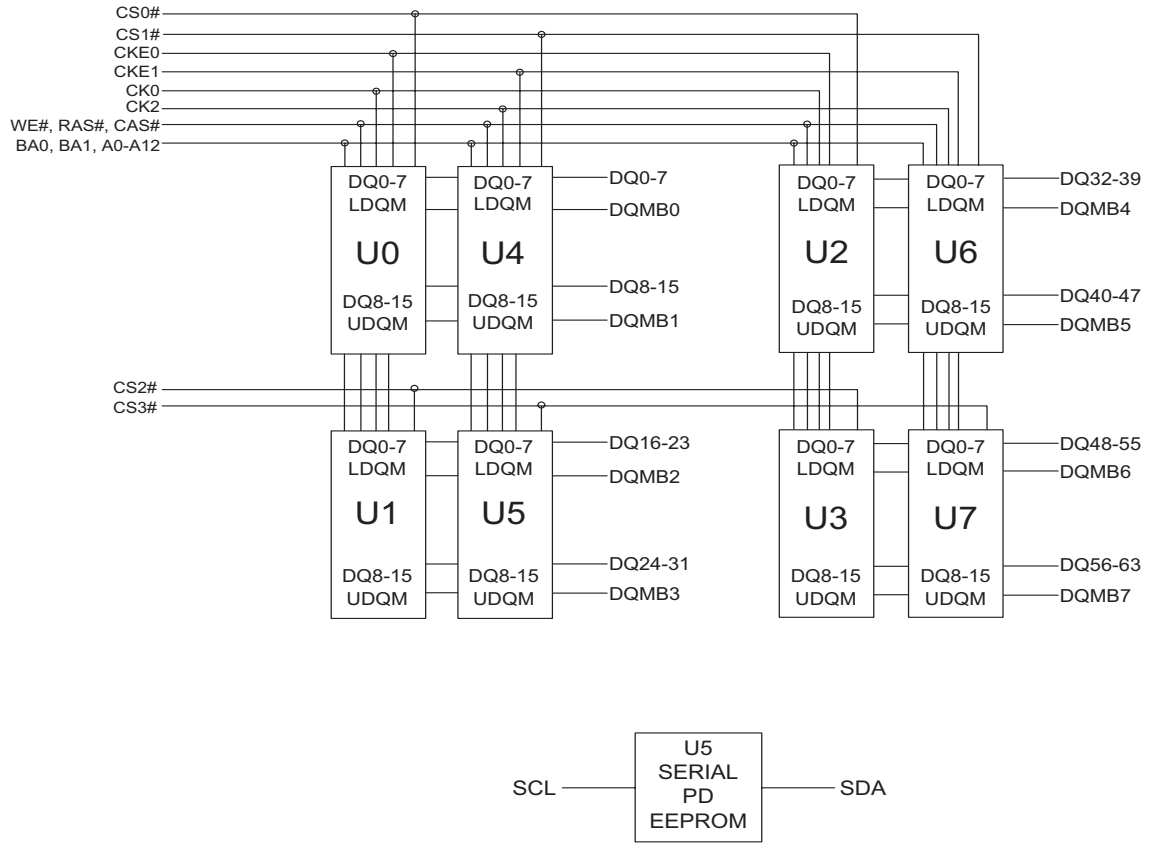 CS0#
CS1#
CKE0
CKE1
CK0
CK2
WE#, RAS#, CAS#
BA0, BA1, A0-A12
DQ0-7
LDQM
U0
DQ8-15
UDQM
DQ0-7
LDQM
U4
DQ8-15
UDQM
DQ0-7
DQMB0
DQ8-15
DQMB1
DQ0-7
LDQM
U2
DQ8-15
UDQM
DQ0-7
LDQM
U6
DQ8-15
UDQM
DQ32-39
DQMB4
DQ40-47
DQMB5
CS2#
CS3#
DQ0-7
LDQM
U1
DQ8-15
UDQM
DQ0-7
LDQM
U5
DQ8-15
UDQM
DQ16-23
DQMB2
DQ24-31
DQMB3
DQ0-7
LDQM
U3
DQ8-15
UDQM
DQ0-7
LDQM
U7
DQ8-15
UDQM
DQ48-55
DQMB6
DQ56-63
DQMB7
SCL
U5
SERIAL
PD
EEPROM
SDA